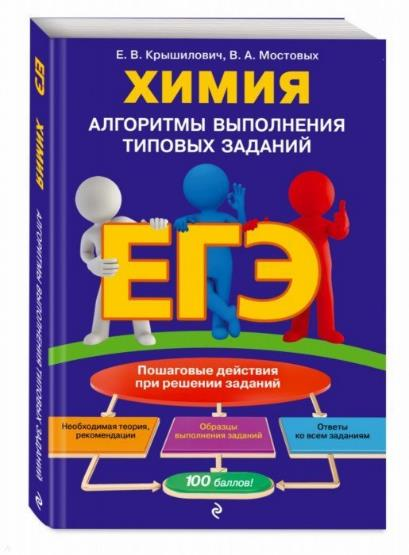 Е. В. Крышилович, В. А. Мостовых
ХИМИЯ
АЛГОРИТМЫ ВЫПОЛНЕНИЯ
ТИПОВЫХ ЗАДАНИЙ
ЕГЭ
Пошаговые действия
при решении заданий
Необходимая теория,
рекомендации
Образцы
выполнения заданий
Ответы
ко всем заданиям
100 баллов!
ЕГЭ ХИМИЯ АЛГОРИТМЫ ВЫПОЛНЕНИЯ ТИПОВЫХ ЗАДАНИЙ